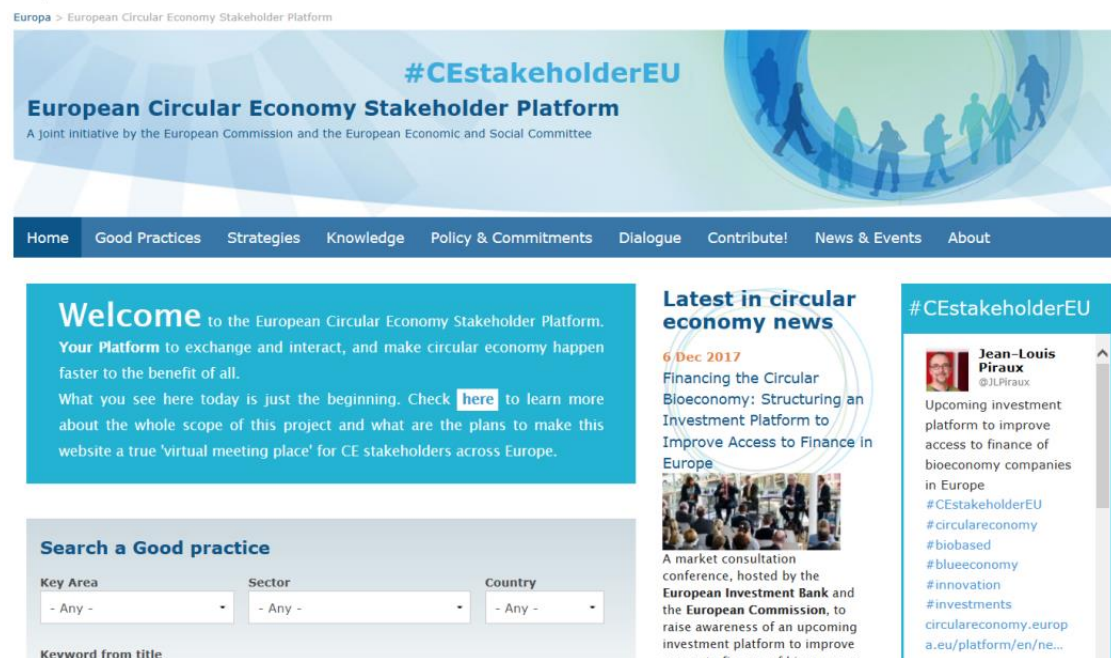 Europa > European Circular Economy Stakeholder Platform
#CEstakeholderEU
European Circular Economy Stakeholder Platform
A joint initiative by the European Commission and the European Economic and Social Committee
Home Good Practices Strategies Knowledge Policy & Commitments Dialogue Contribute! News & Events About
Welcome to the European Circular Economy Stakeholder Platform.
Your Platform to exchange and interact, and make circular economy happen
faster to the benefit of all.
What you see here today is just the beginning. Check here to learn more
about the whole scope of this project and what are the plans to make this
website a true 'virtual meeting place' for CE stakeholders across Europe.
Search a Good practice
Key Area Sector Country
- Any - - Any - - Any -
Keyword from title
Latest in circular
economy news
6 Dec 2017
Financing the Circular
Bioeconomy: Structuring an
Investment Platform to
Improve Access to Finance in
Europe
A market consultation
conference, hosted by the
European Investment Bank and
the European Commission, to
raise awareness of an upcoming
investment platform to improve
#CEstakeholderEU
Jean-Louis
Piraux
@JLPiraux
Upcoming investment
platform to improve
access to finance of
bioeconomy companies
in Europe
#CEstakeholderEU
#circulareconomy
#biobased
#blueeconomy
#innovation
#investments
circulareconomy.europ
a.eu/platform/en/ne...